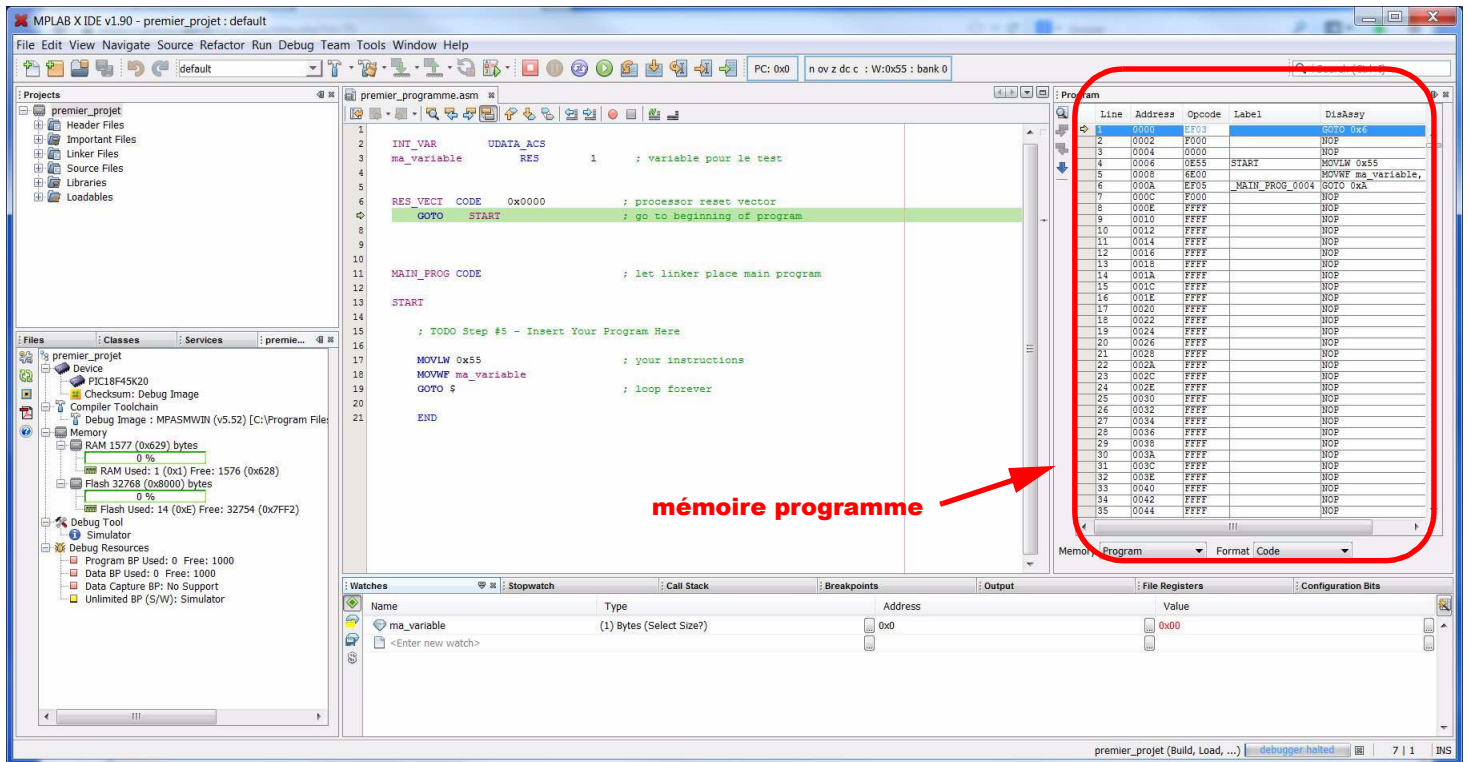 MPLAB X IDE v1.90 - premier_projet : default
File Edit View Navigate Source Refactor Run Debug Team Tools Window Help
default PC: 0x0 n ov z dc c : W:0x55 : bank 0
Projects
premier_projet
Header Files
Important Files
Linker Files
Source Files
Libraries
Loadables
Files Classes Services premie...
premier_projet
Device
PIC18F45K20
Checksum: Debug Image
Compiler Toolchain
Debug Image : MPASMWIN (v5.52) [C:\Program File:
Memory
RAM 1577 (0x629) bytes
0 %
RAM Used: 1 (0x1) Free: 1576 (0x628)
Flash 32768 (0x8000) bytes
0 %
Flash Used: 14 (0xE) Free: 32754 (0x7FF2)
Debug Tool
Simulator
Debug Resources
Program BP Used: 0 Free: 1000
Data BP Used: 0 Free: 1000
Data Capture BP: No Support
Unlimited BP (S/W): Simulator
premier_programme.asm
1
2 INT_VAR UDATA_ACS
3 ma_variable RES 1 ; variable pour le test
4
5
6 RES_VECT CODE 0x0000 ; processor reset vector
GOTO START ; go to beginning of program
8
9
10
11 MAIN_PROG CODE ; let linker place main program
12
13 START
14
15 ; TODO Step #5 - Insert Your Program Here
16
17 MOVLW 0x55 ; your instructions
18 MOVWF ma_variable
19 GOTO $ ; loop forever
20
21 END
mémoire programme
Program
Line Address Opcode Label DisAssy
1 0000 EF03 GOTO 0x6
2 0002 F000 NOP
3 0004 0000 NOP
4 0006 0E55 START MOVLW 0x55
5 0008 6E00 MOVWF ma_variable,
6 000A EF05 _MAIN_PROG_0004 GOTO 0xA
7 000C F000 NOP
8 000E FFFF NOP
9 0010 FFFF NOP
10 0012 FFFF NOP
11 0014 FFFF NOP
12 0016 FFFF NOP
13 0018 FFFF NOP
14 001A FFFF NOP
15 001C FFFF NOP
16 001E FFFF NOP
17 0020 FFFF NOP
18 0022 FFFF NOP
19 0024 FFFF NOP
20 0026 FFFF NOP
21 0028 FFFF NOP
22 002A FFFF NOP
23 002C FFFF NOP
24 002E FFFF NOP
25 0030 FFFF NOP
26 0032 FFFF NOP
27 0034 FFFF NOP
28 0036 FFFF NOP
29 0038 FFFF NOP
30 003A FFFF NOP
31 003C FFFF NOP
32 003E FFFF NOP
33 0040 FFFF NOP
34 0042 FFFF NOP
35 0044 FFFF NOP
Memory Program Format Code
Watches Stopwatch Call Stack Breakpoints Output File Registers Configuration Bits
Name Type Address Value
ma_variable (1) Bytes (Select Size?) 0x0 0x00
<Enter new watch>
premier_projet (Build, Load, ...) debugger halted 7 | 1 INS